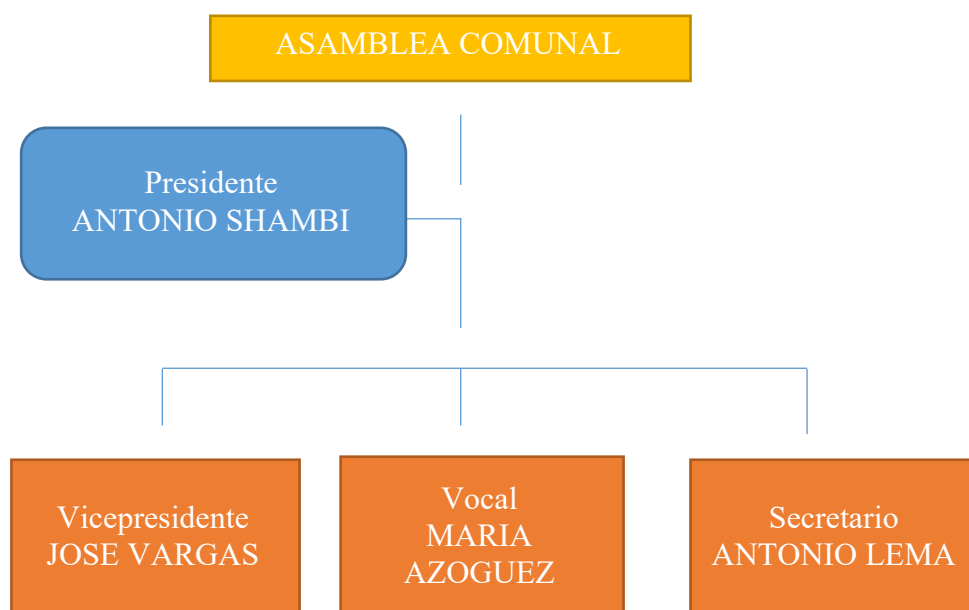 ASAMBLEA COMUNAL
Presidente
ANTONIO SHAMBI
Vicepresidente
JOSE VARGAS
Vocal
MARIA
AZOGUEZ
Secretario
ANTONIO LEMA